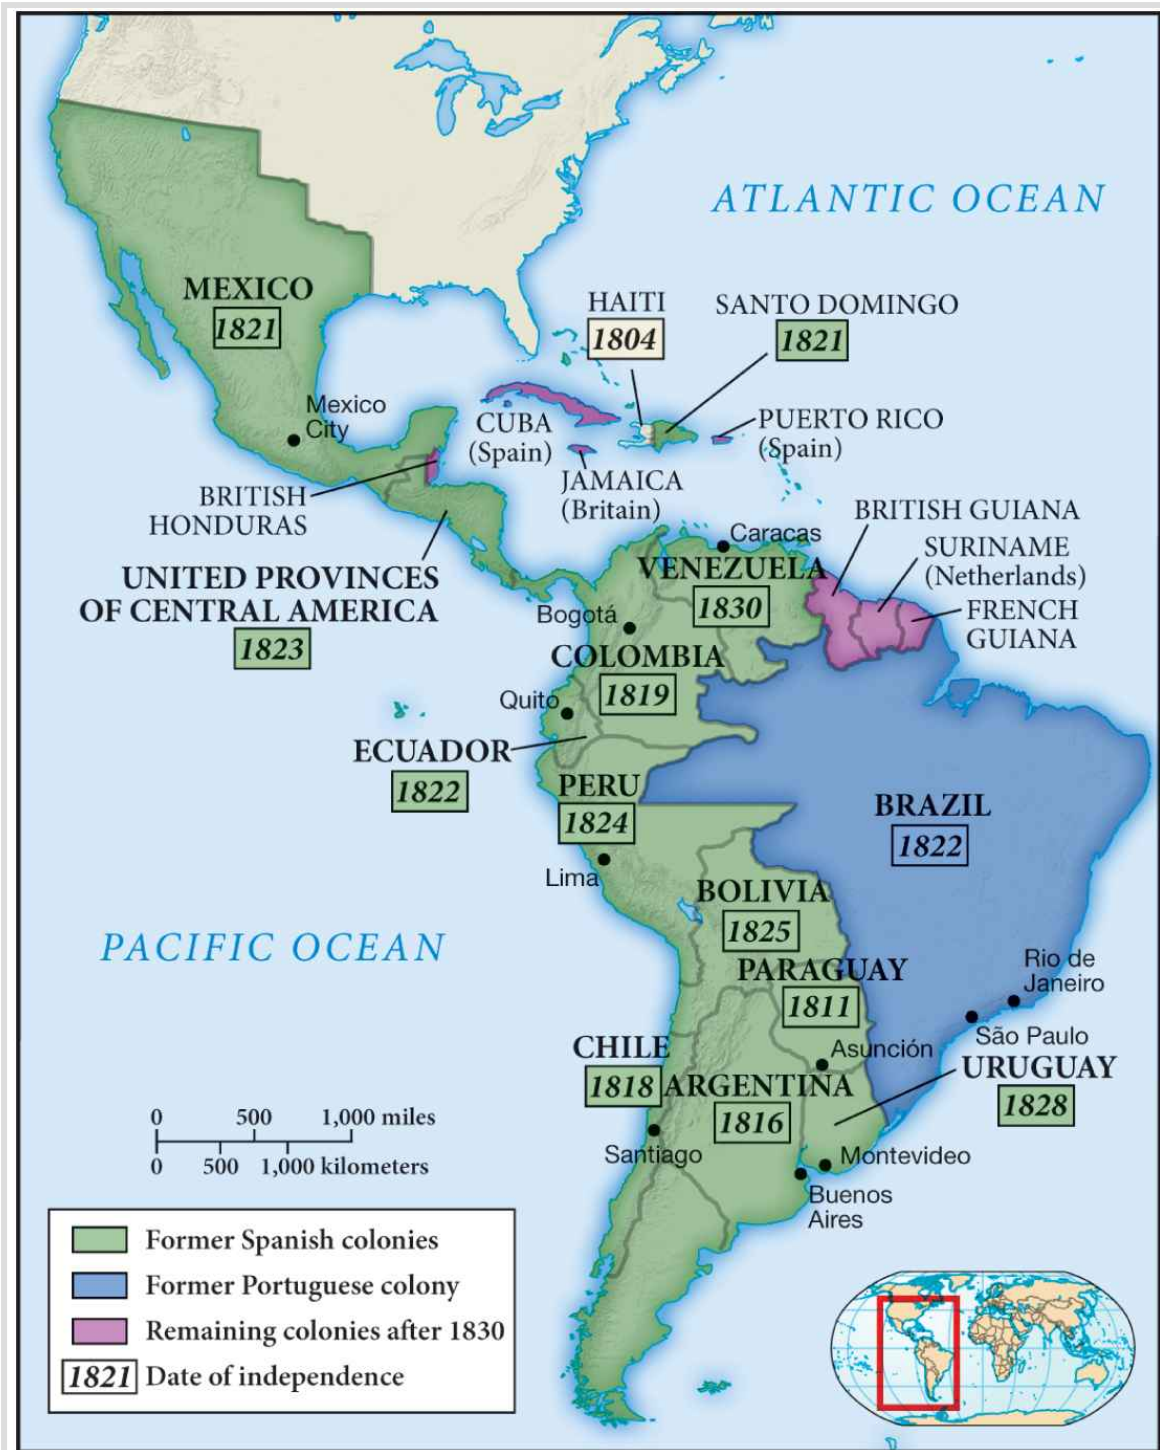 ATLANTIC OCEAN
MEXICO
1821
HAITI
1804
SANTO DOMINGO
1821
Mexico
City
CUBA
(Spain)
PUERTO RICO
(Spain)
JAMAICA
(Britain)
BRITISH
HONDURAS
UNITED PROVINCES
OF CENTRAL AMERICA
1823
Caracas
BRITISH GUIANA
SURINAME
(Netherlands)
FRENCH
GUIANA
VENEZUELA
1830
Bogotá
COLOMBIA
1819
Quito
ECUADOR
1822
PERU
1824
Lima
BRAZIL
1822
BOLIVIA
1825
PACIFIC OCEAN
PARAGUAY
1811
Rio de
Janeiro
São Paulo
Asunción
CHILE
1818
ARGENTINA
1816
URUGUAY
1828
Santiago
Montevideo
Buenos
Aires
0 500 1,000 miles
0 500 1,000 kilometers
Former Spanish colonies
Former Portuguese colony
Remaining colonies after 1830
1821 Date of independence